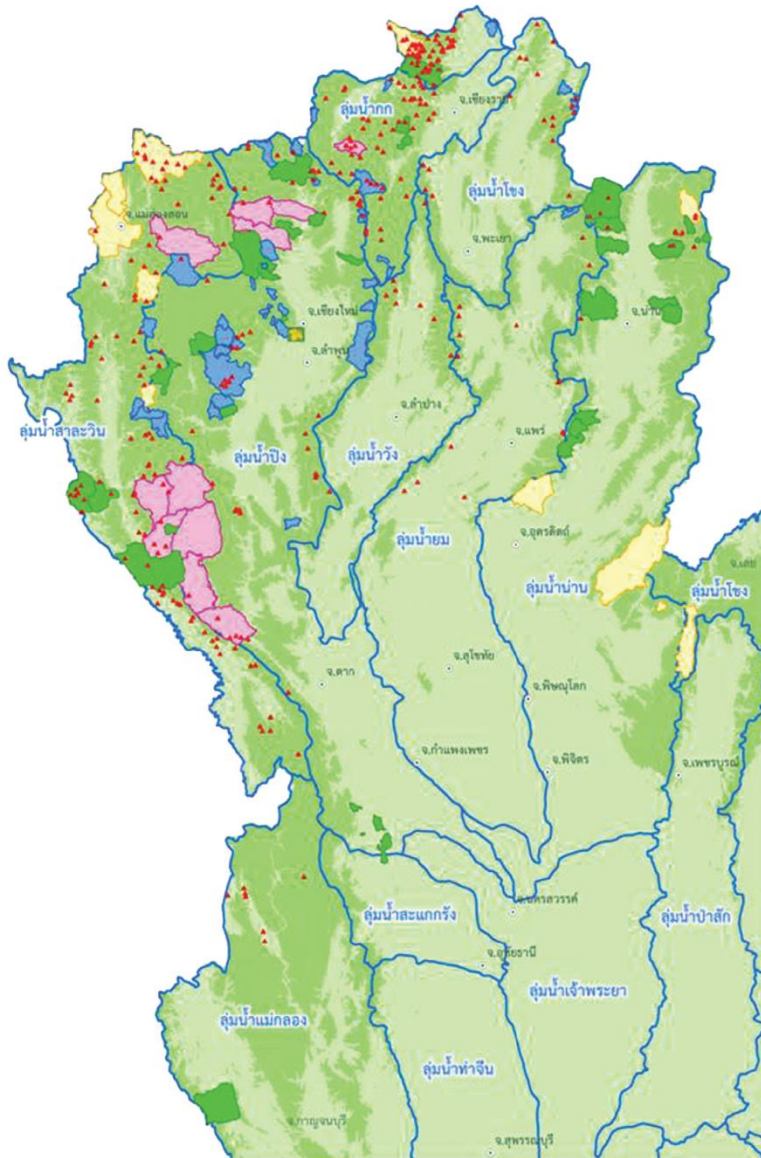 จ.เชียงราย
ลุ่มน้ำกก
ลุ่มน้ำโขง
จ.แม่ฮ่องสอน
จ.พะเยา
จ.เชียงใหม่
จ.น่าน
จ.ลำพูน
จ.ลำปาง
ลุ่มน้ำสาละวิน
จ.แพร่
ลุ่มน้ำปิง
ลุ่มน้ำวัง
ลุ่มน้ำยม
จ.อุตรดิตถ์
จ.เลย
ลุ่มน้ำน่าน
ลุ่มน้ำโขง
จ.สุโขทัย
จ.ตาก
จ.พิษณุโลก
จ.กำแพงเพชร
จ.พิจิตร
จ.เพชรบูรณ์
ลุ่มน้ำสะแกกรัง
จ.นครสวรรค์
ลุ่มน้ำป่าสัก
จ.อุทัยธานี
ลุ่มน้ำเจ้าพระยา
ลุ่มน้ำแม่กลอง
ลุ่มน้ำท่าจีน
จ.กาญจนบุรี
จ.สุพรรณบุรี